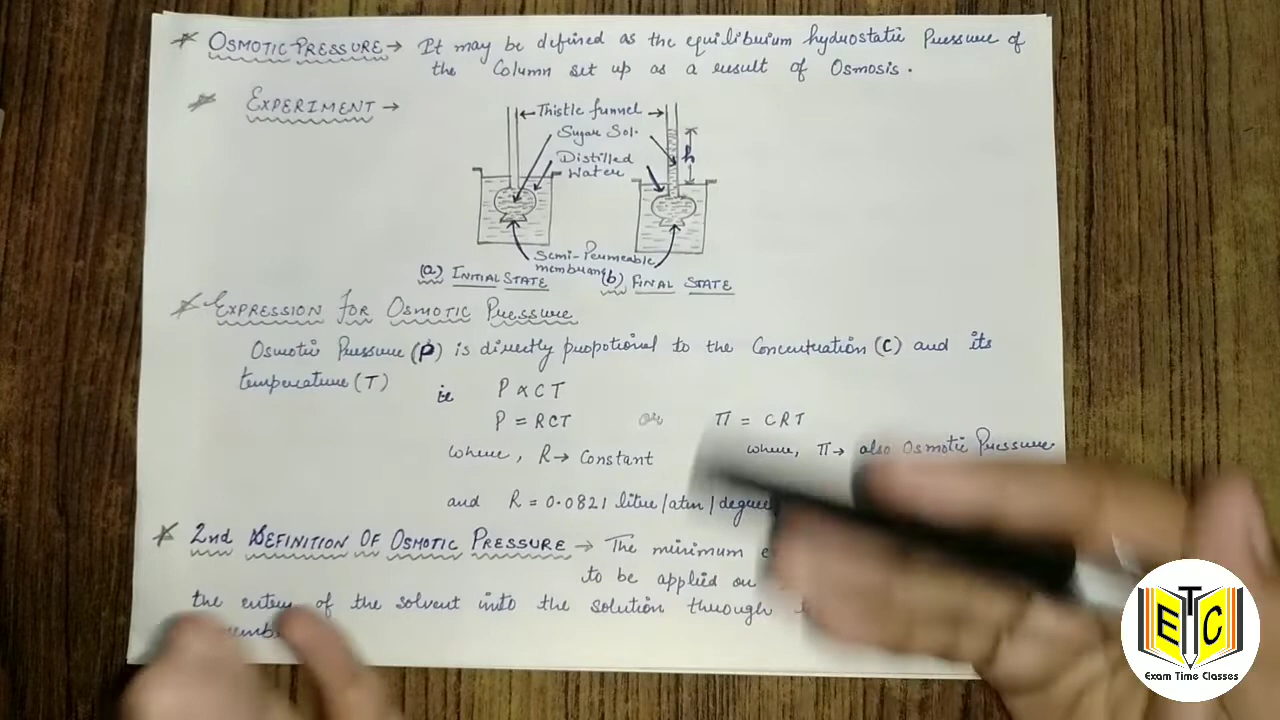 OSMOTIC PRESSURE → It may be defined as the equilibrium hydrostatic Pressure of
the Column set up as a result of Osmosis.
EXPERIMENT →
Thistle funnel
Sugar Sol.
Distilled
Water
h
Semi-Permeable
membrane
(a) INITIAL STATE
(b) FINAL STATE
EXPRESSION FOR OSMOTIC PRESSURE
Osmotic Pressure (P) is directly propotional to the Concentration (C) and its
temperature (T)
ie P ∝ CT
P = RCT or π = CRT
where, R → Constant where, π → also Osmotic Pressure
and R = 0.0821 litre/atm/degree
2nd DEFINITION OF OSMOTIC PRESSURE → The minimum
to be applied on
the entery of the solvent into the solution through
ETC
Exam Time Classes